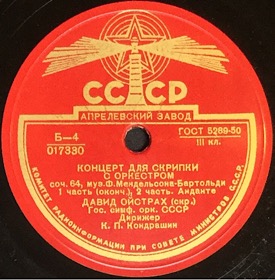 СССР
АПРЕЛЕВСКИЙ ЗАВОД
Б—4
017330
ГОСТ 5289-50
III кл.
КОНЦЕРТ ДЛЯ СКРИПКИ
С ОРКЕСТРОМ
соч. 64, муз. Ф. Мендельсона-Бартольди
1 часть (оконч.), 2 часть. Анданте
ДАВИД ОЙСТРАХ (скр.)
Гос. симф. орк. СССР
Дирижер
К. П. Кондрашин
КОМИТЕТ РАДИОИНФОРМАЦИИ ПРИ СОВЕТЕ МИНИСТРОВ СССР.